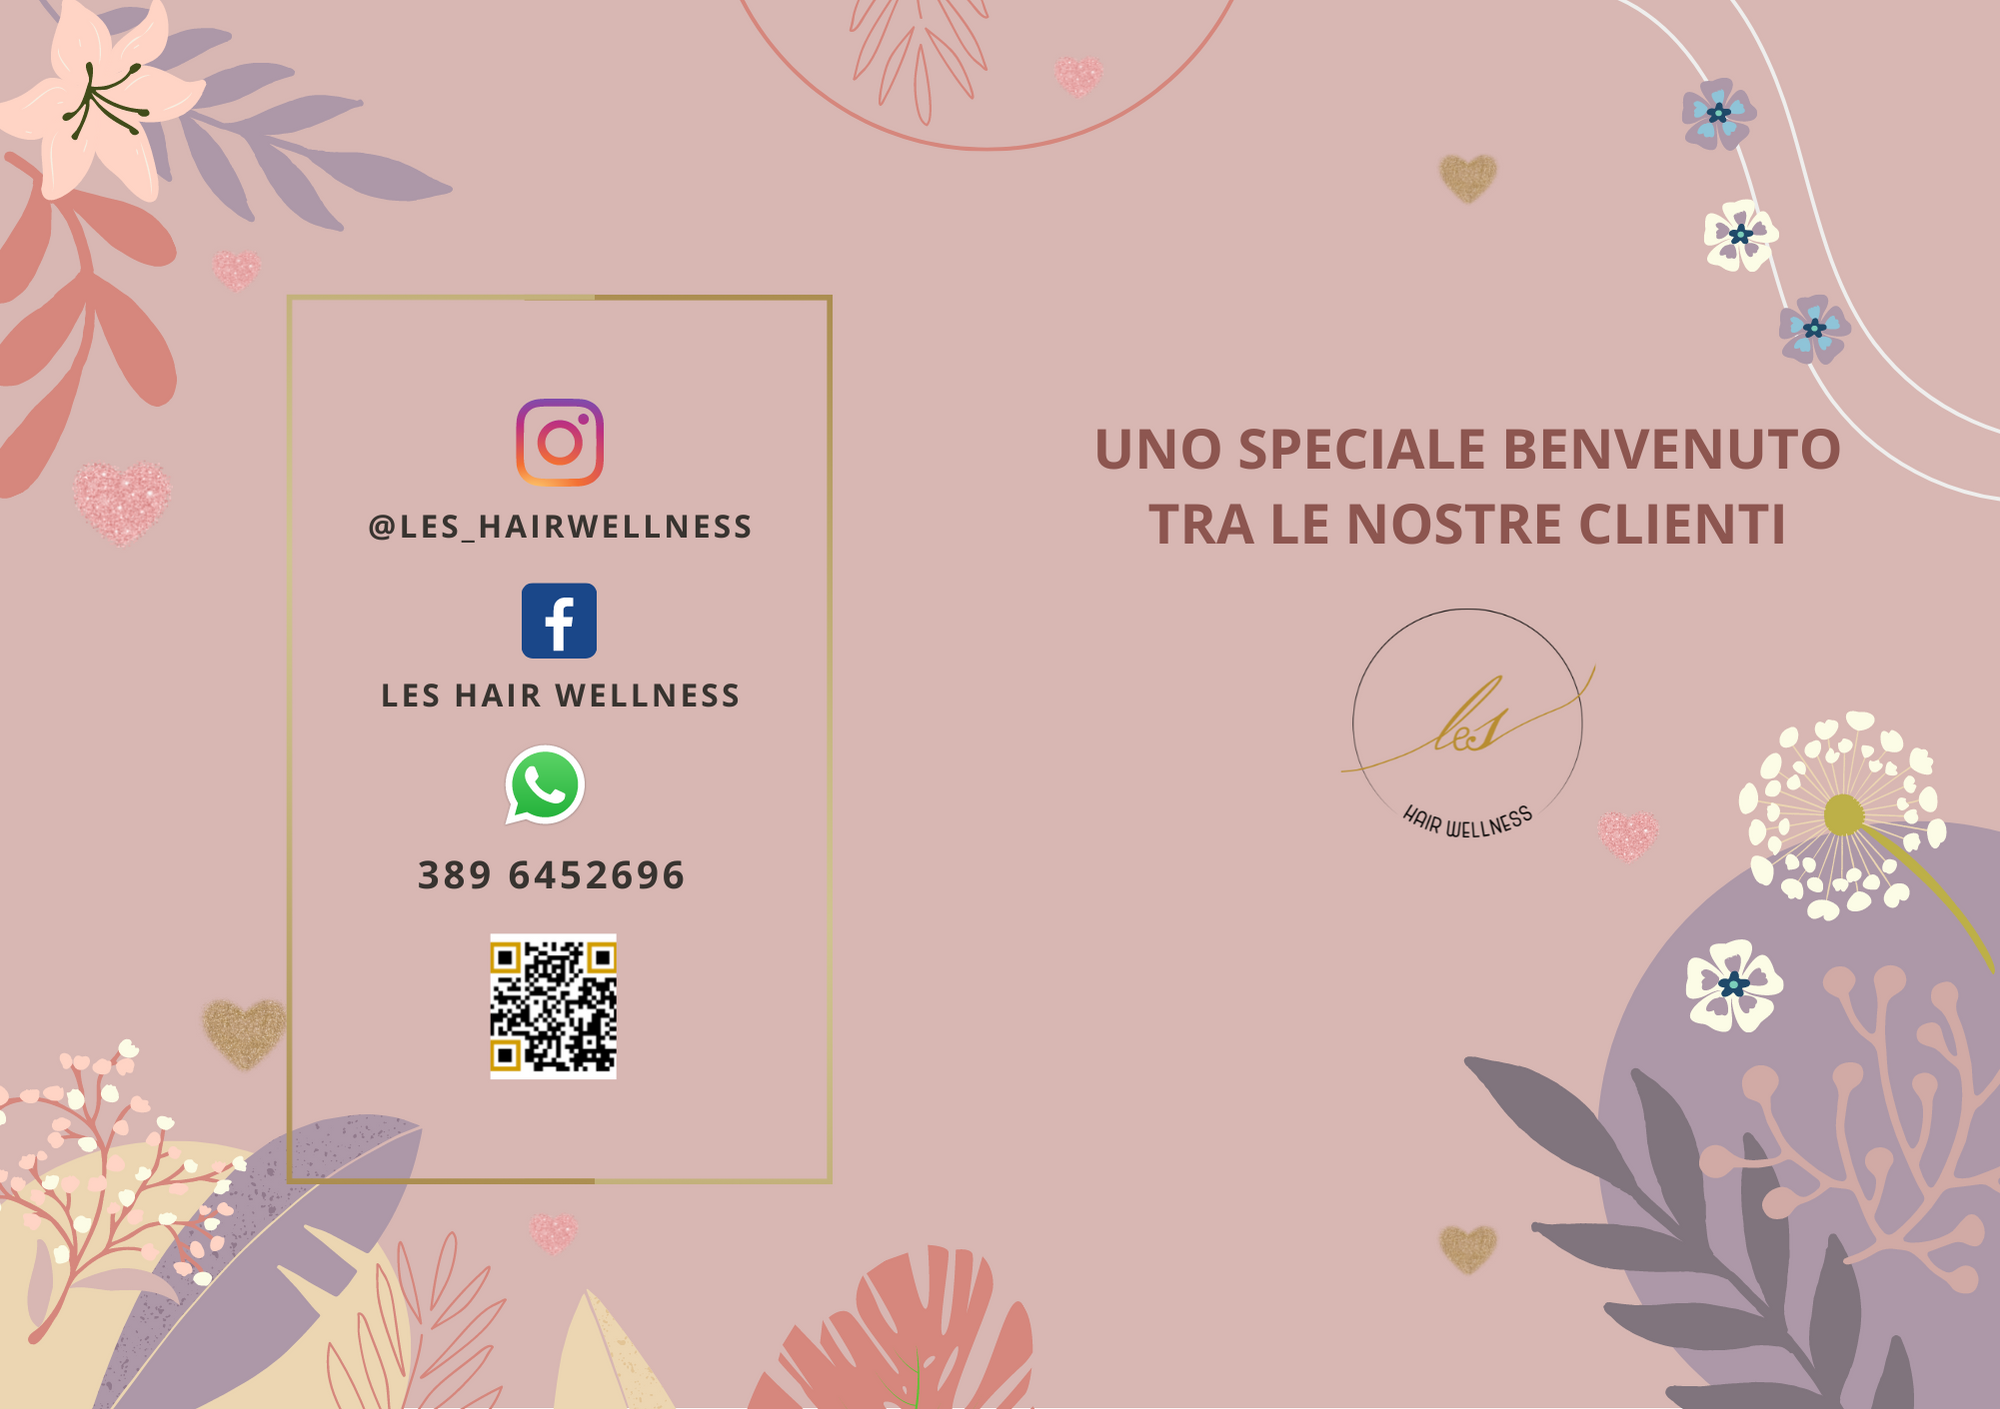 @LES_HAIRWELLNESS
LES HAIR WELLNESS
389 6452696
UNO SPECIALE BENVENUTO
TRA LE NOSTRE CLIENTI
les
HAIR WELLNESS